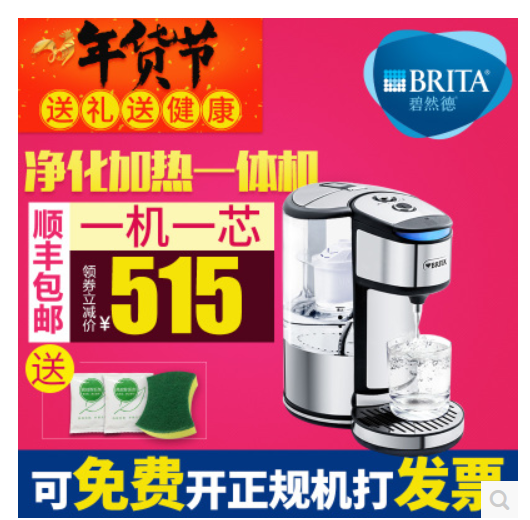 年货节
送礼送健康
BRITA®
碧然德®
净化加热一体机
顺丰包邮
一机一芯
领券立减价
¥515
BRITA
送
可免费开正规机打发票